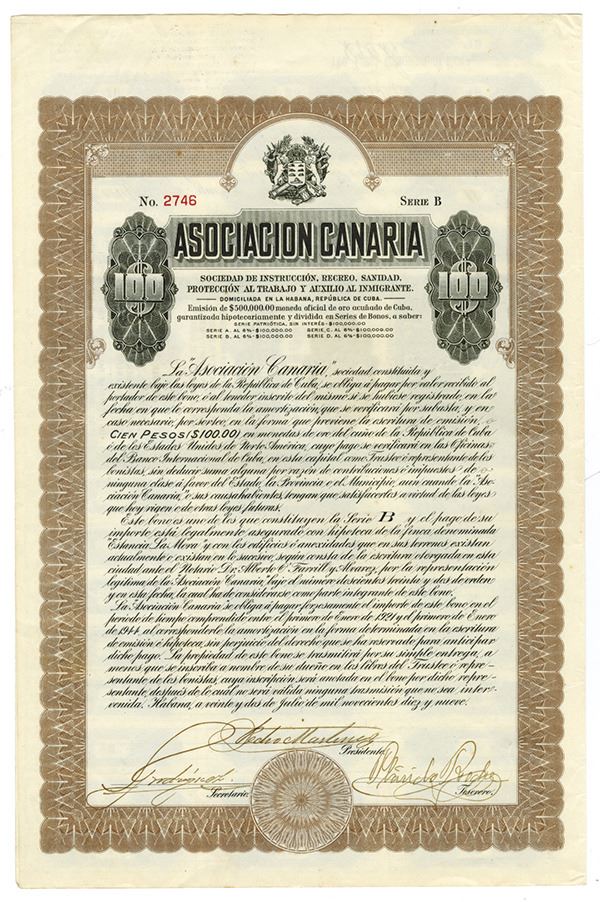 No. 2746
SERIE B
ASOCIACION CANARIA
100
100
SOCIEDAD DE INSTRUCCIÓN, RECREO, SANIDAD,
PROTECCIÓN AL TRABAJO Y AUXILIO AL INMIGRANTE.
DOMICILIADA EN LA HABANA, REPÚBLICA DE CUBA.
Emisión de $500,000.00 moneda oficial de oro acuñado de Cuba,
garantizada hipotecariamente y dividida en Series de Bonos, a saber:
SERIE PATRIÓTICA, SIN INTERÉS-$100,000.00
SERIE A. AL 6%-$100,000.00 SERIE C. AL 6%-$100,000.00
SERIE B. AL 6%-$100,000.00 SERIE D. AL 6%-$100,000.00
La "Asociación Canaria," sociedad constituida y
existente bajo las leyes de la República de Cuba, se obliga á pagar por valor recibido al
portador de este bono, ó al tenedor inscrito del mismo si se hubiese registrado, en la
fecha en que le corresponda la amortización, que se verificará por subasta, y en
caso necesario, por sorteo, en la forma que previene la escritura de emisión,
CIEN PESOS ($100.00) en monedas de oro del cuño de la República de Cuba
ó de los Estados Unidos de Norte América, cuyo pago se verificará en las Oficinas
del Banco Internacional de Cuba, en esta capital como Trustee ó representante de los
bonistas, sin deducir suma alguna por razón de contribuciones ó impuestos de
ninguna clase á favor del Estado, la Provincia ó el Municipio, aún cuando la "Aso-
ciación Canaria," ó sus causahabientes, tengan que satisfacerlos a virtud de las leyes
que hoy rigen ó de otras leyes futuras.
Este bono es uno de los que constituyen la Serie B y el pago de su
importe está legalmente asegurado con hipoteca de la finca denominada
"Estancia La Mora" y con los edificios ó anexidades que en sus terrenos existan
actualmente ó existan en lo sucesivo, según consta de la escritura otorgada en esta
ciudad ante el Notario Dr. Alberto O'Farrill y Alvarez, por la representación
legítima de la "Asociación Canaria," bajo el número doscientos treinta y dos de orden
y en esta fecha, la cual ha de considerarse como parte integrante de este bono.
La Asociación Canaria se obliga á pagar forzosamente el importe de este bono en el
período de tiempo comprendido entre el primero de Enero de 1921 y el primero de Enero
de 1944, al corresponderle la amortización en la forma determinada en la escritura
de emisión é hipoteca, sin perjuicio del derecho que se ha reservado para anticipar
dicho pago. La propiedad de este bono se trasmitirá por su simple entrega, a
menos que se inscriba a nombre de su dueño en los libros del Trustee ó repre-
sentante de los bonistas, cuya inscripción será anotada en el bono por dicho repre-
sentante, después de lo cual no será válida ninguna trasmisión que no sea inter-
venida. Habana, a veinte y dos de Julio de mil novecientos diez y nueve.
Pedro Martinez
Presidente.
Secretario.
Tesorero.